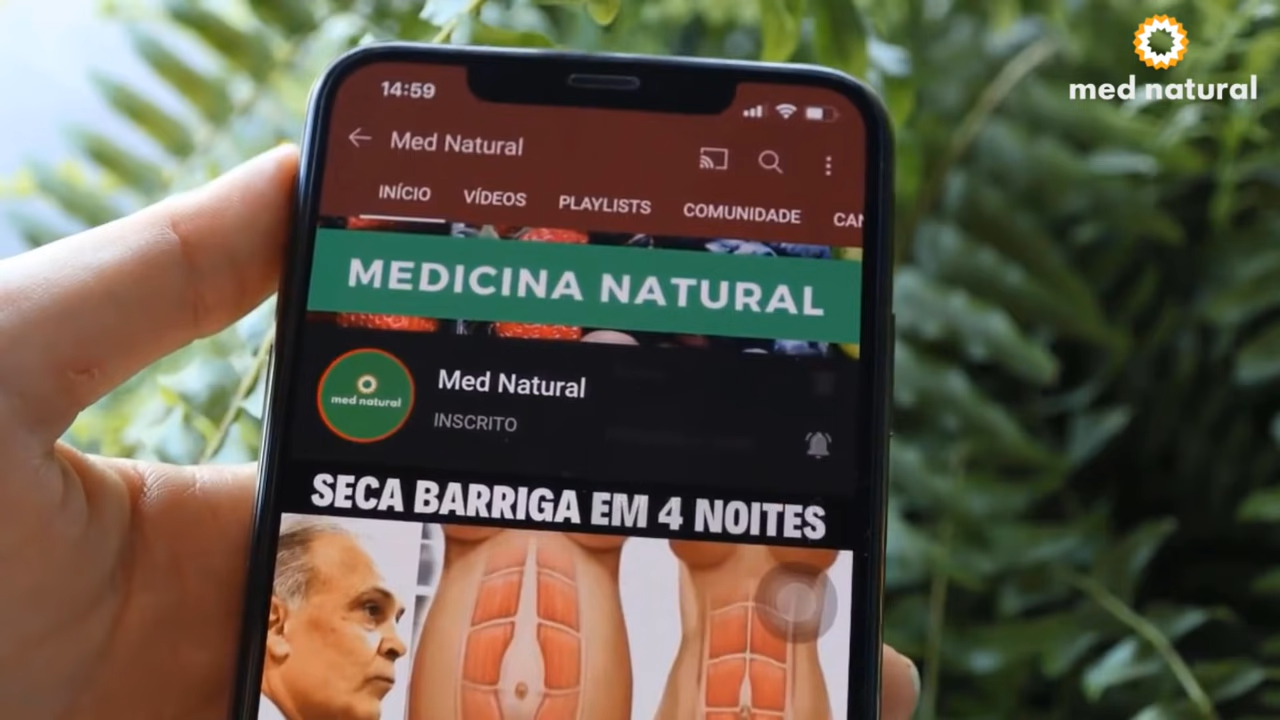 med natural
14:59
Med Natural
INÍCIO VÍDEOS PLAYLISTS COMUNIDADE CAN
MEDICINA NATURAL
med natural
Med Natural
INSCRITO
SECA BARRIGA EM 4 NOITES